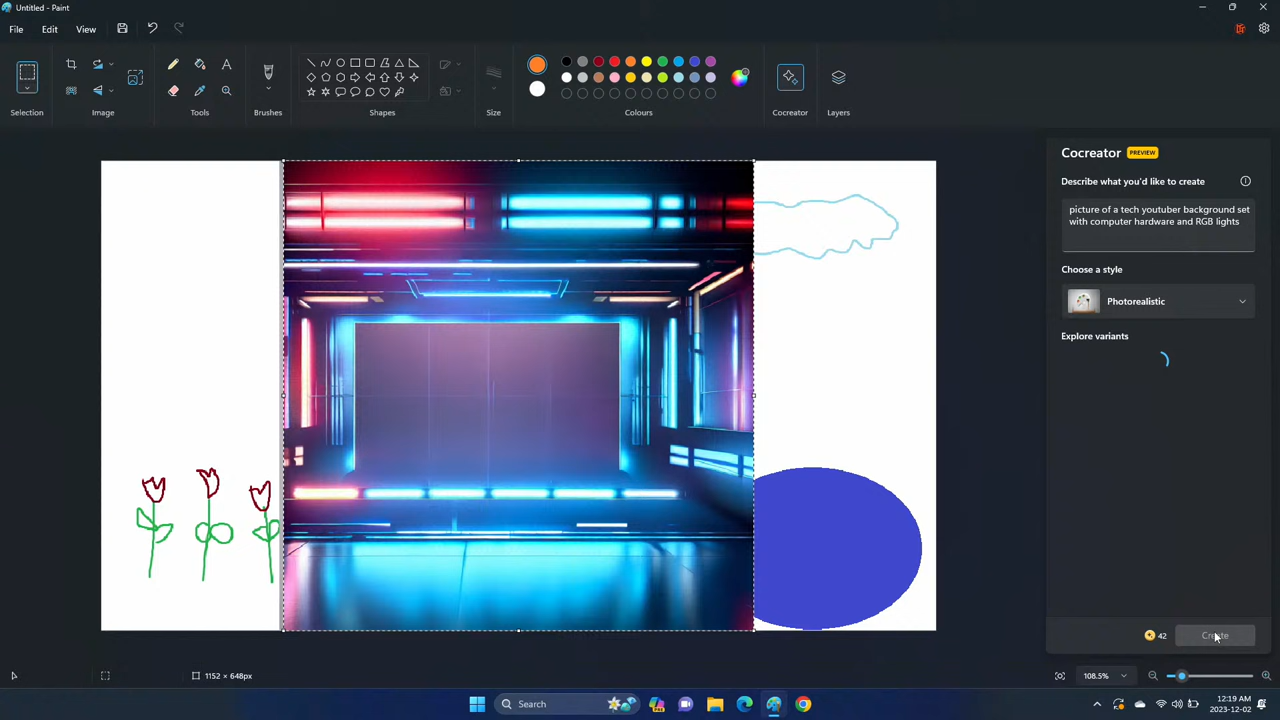 Untitled - Paint
File Edit View
Selection Image Tools Brushes Shapes Size Colours Cocreator Layers
Cocreator PREVIEW
Describe what you'd like to create
picture of a tech youtuber background set
with computer hardware and RGB lights
Choose a style
Photorealistic
Explore variants
42 Create
1152 × 648px
108.5%
Search
12:19 AM
2023-12-02